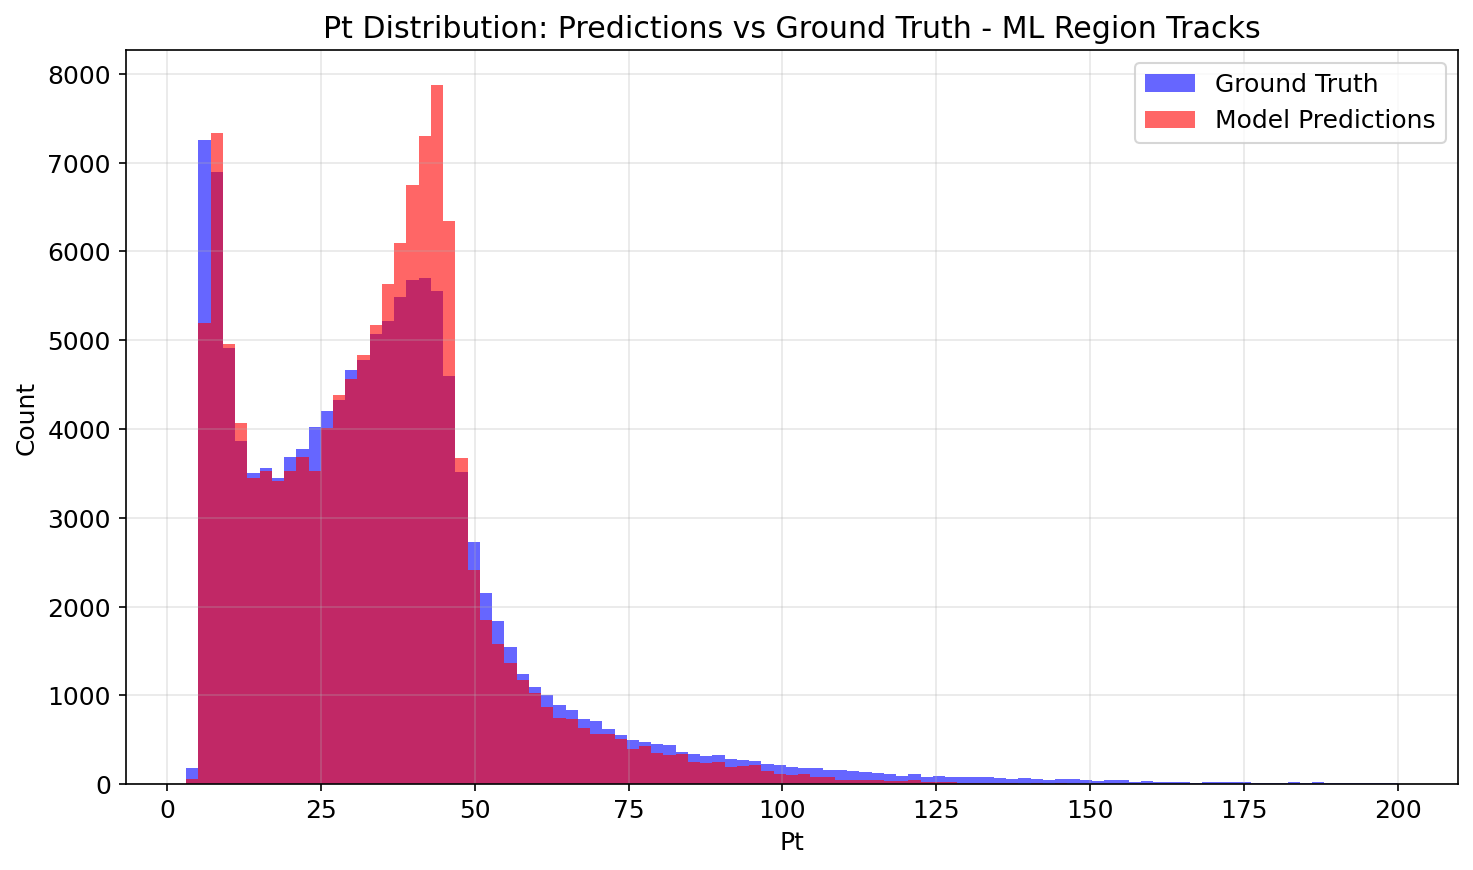 Pt Distribution: Predictions vs Ground Truth - ML Region Tracks
Ground Truth
Model Predictions
8000
7000
6000
5000
4000
3000
2000
1000
0
Count
0 25 50 75 100 125 150 175 200
Pt